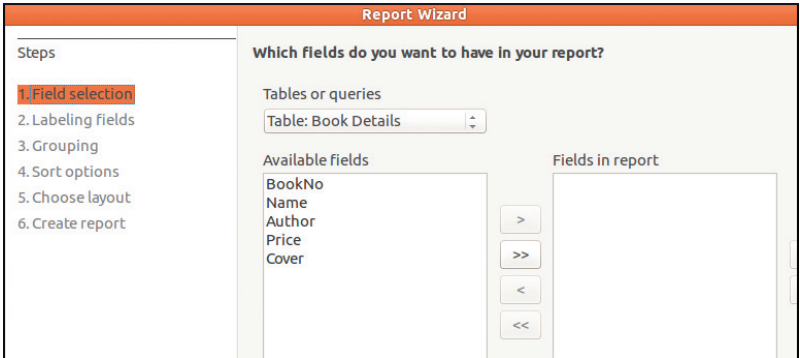 Report Wizard
Steps
1. Field selection
2. Labeling fields
3. Grouping
4. Sort options
5. Choose layout
6. Create report
Which fields do you want to have in your report?
Tables or queries
Table: Book Details
Available fields
BookNo
Name
Author
Price
Cover
>
>>
<
<<
Fields in report